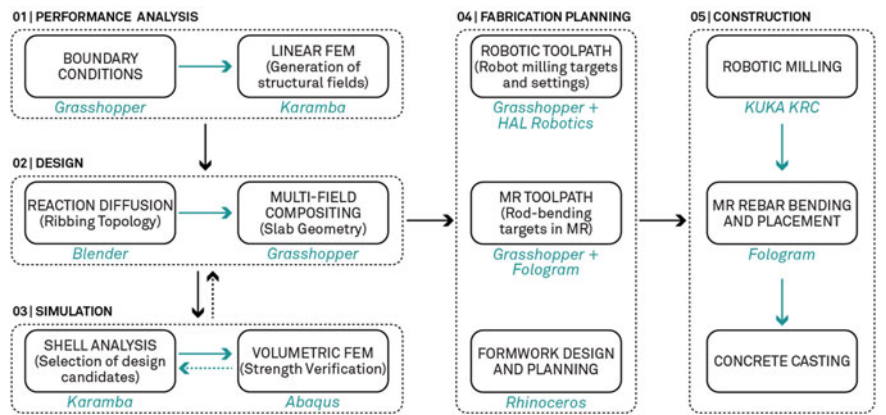 01| PERFORMANCE ANALYSIS
BOUNDARY
CONDITIONS
Grasshopper
LINEAR FEM
(Generation of
structural fields)
Karamba
02| DESIGN
REACTION DIFFUSION
(Ribbing Topology)
Blender
MULTI-FIELD
COMPOSITING
(Slab Geometry)
Grasshopper
03| SIMULATION
SHELL ANALYSIS
(Selection of design
candidates)
Karamba
VOLUMETRIC FEM
(Strength Verification)
Abaqus
04| FABRICATION PLANNING
ROBOTIC TOOLPATH
(Robot milling targets
and settings)
Grasshopper +
HAL Robotics
MR TOOLPATH
(Rod-bending
targets in MR)
Grasshopper +
Fologram
FORMWORK DESIGN
AND PLANNING
Rhinoceros
05| CONSTRUCTION
ROBOTIC MILLING
KUKA KRC
MR REBAR BENDING
AND PLACEMENT
Fologram
CONCRETE CASTING